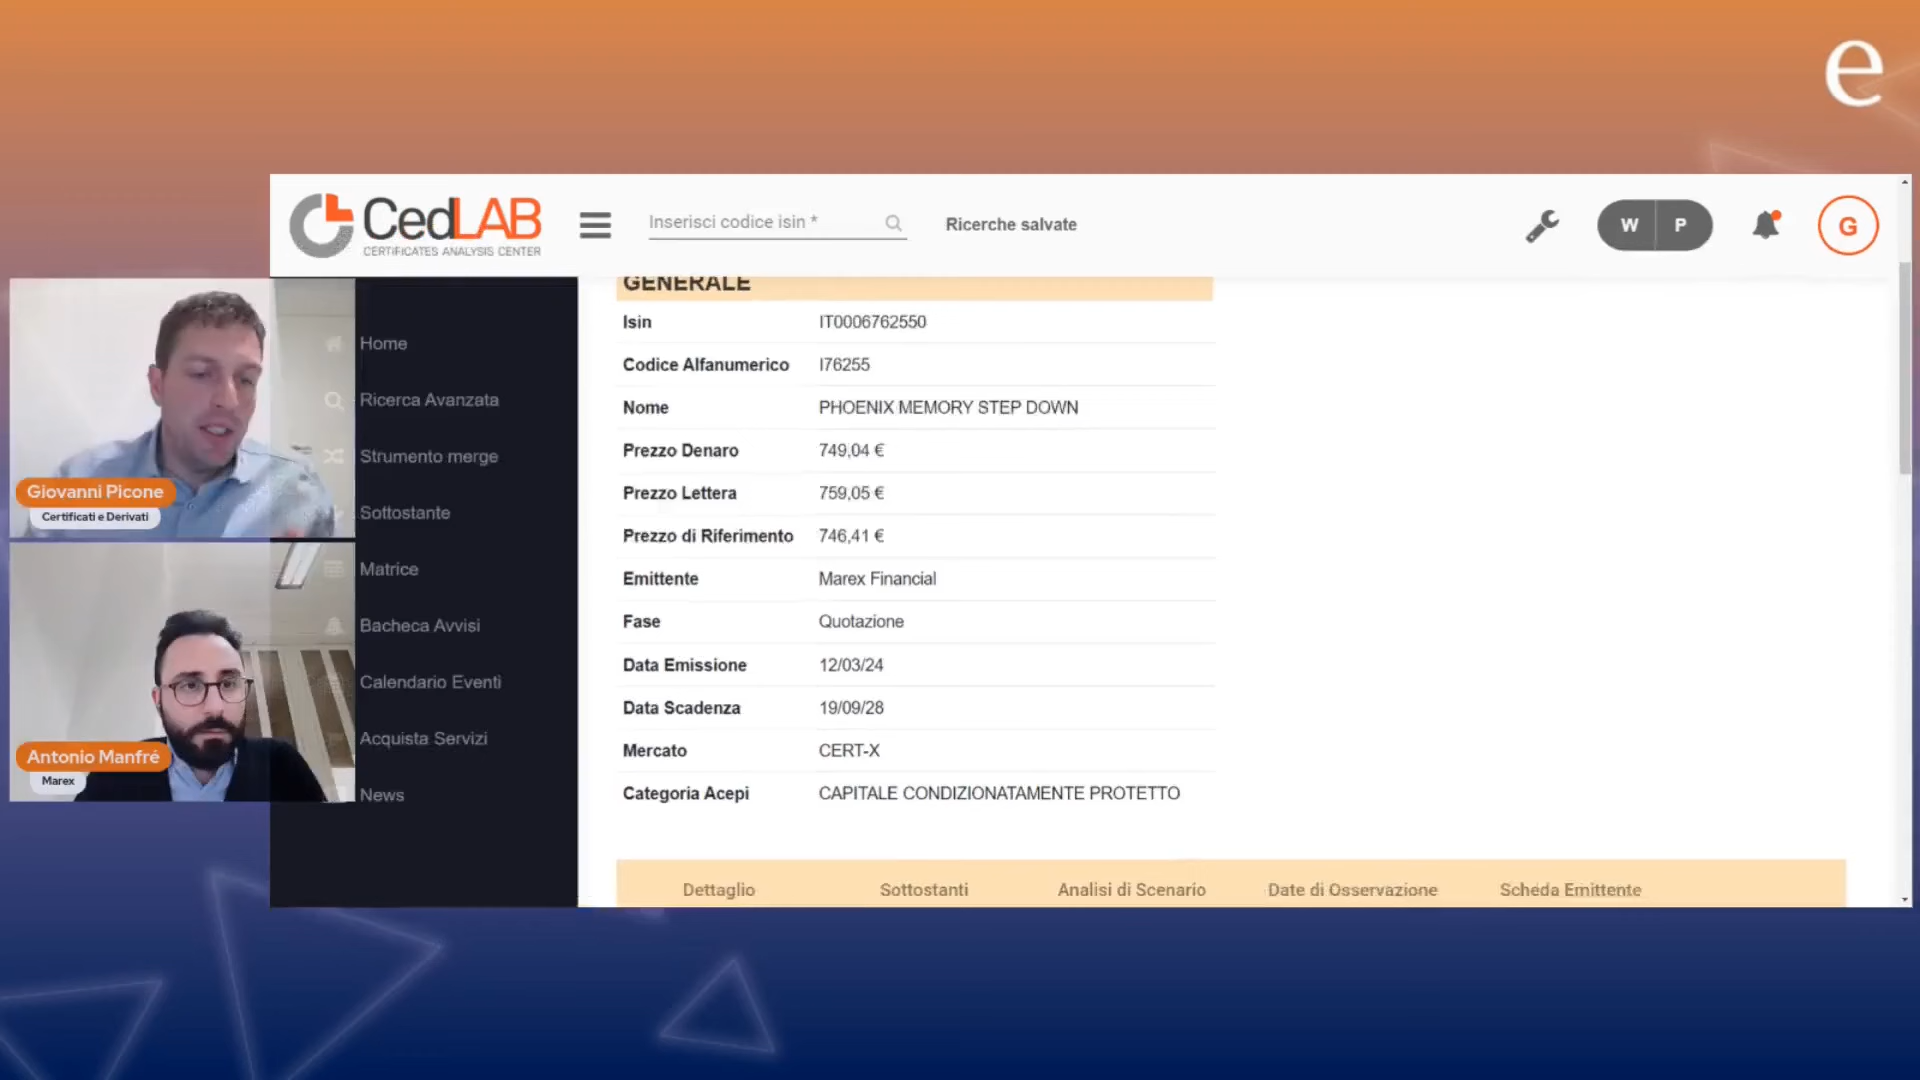 e
CedLAB
CERTIFICATES ANALYSIS CENTER
Inserisci codice isin *
Ricerche salvate
W
P
G
Home
Ricerca Avanzata
Strumento merge
Sottostante
Matrice
Bacheca Avvisi
Calendario Eventi
Acquista Servizi
News
Giovanni Picone
Certificati e Derivati
Antonio Manfré
Marex
GENERALE
Isin IT0006762550
Codice Alfanumerico I76255
Nome PHOENIX MEMORY STEP DOWN
Prezzo Denaro 749,04 €
Prezzo Lettera 759,05 €
Prezzo di Riferimento 746,41 €
Emittente Marex Financial
Fase Quotazione
Data Emissione 12/03/24
Data Scadenza 19/09/28
Mercato CERT-X
Categoria Acepi CAPITALE CONDIZIONATAMENTE PROTETTO
Dettaglio Sottostanti Analisi di Scenario Date di Osservazione Scheda Emittente